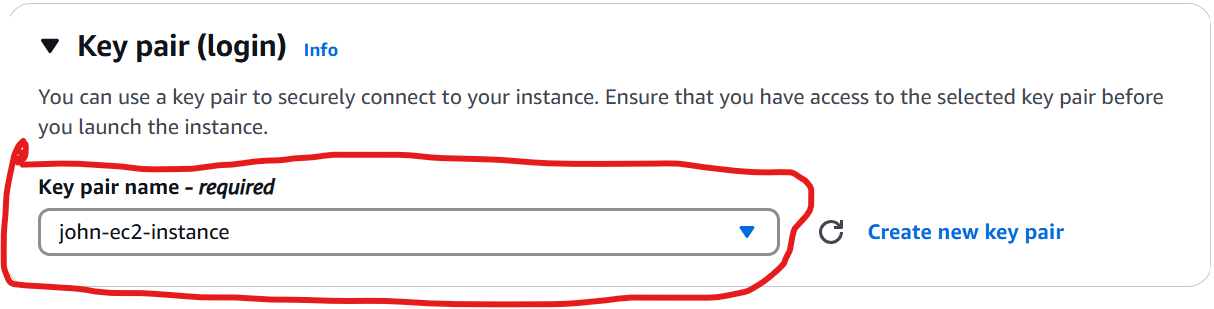 Key pair (login) Info
You can use a key pair to securely connect to your instance. Ensure that you have access to the selected key pair before
you launch the instance.
Key pair name - required
john-ec2-instance
Create new key pair